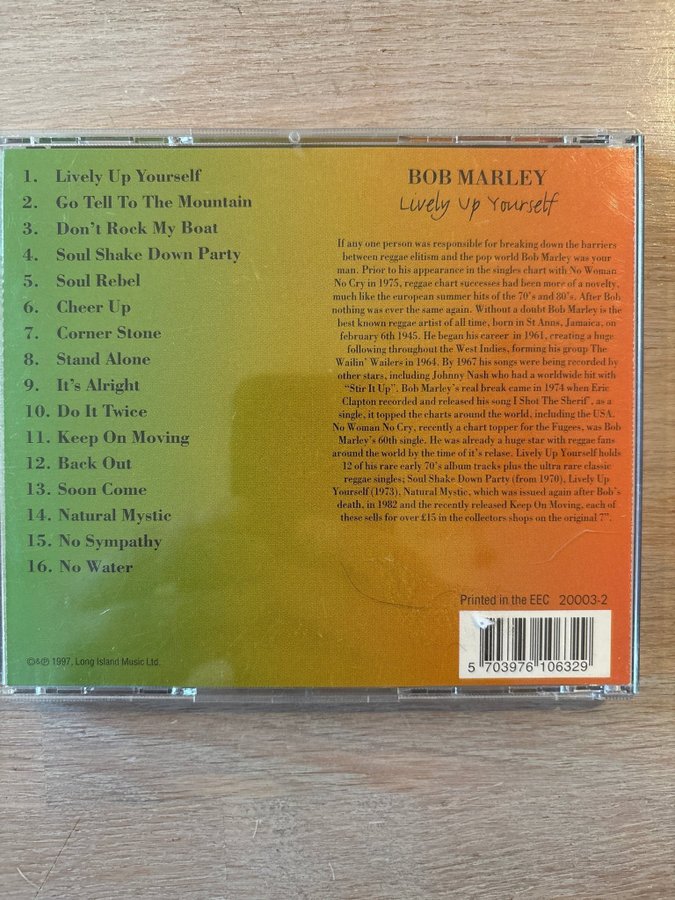 1. Lively Up Yourself
2. Go Tell To The Mountain
3. Don't Rock My Boat
4. Soul Shake Down Party
5. Soul Rebel
6. Cheer Up
7. Corner Stone
8. Stand Alone
9. It's Alright
10. Do It Twice
11. Keep On Moving
12. Back Out
13. Soon Come
14. Natural Mystic
15. No Sympathy
16. No Water
©&℗ 1997, Long Island Music Ltd.
BOB MARLEY
Lively Up Yourself
If any one person was responsible for breaking down the barriers
between reggae elitism and the pop world Bob Marley was your
man. Prior to his appearance in the singles chart with No Woman
No Cry in 1975, reggae chart successes had been more of a novelty,
much like the european summer hits of the 70's and 80's. After Bob
nothing was ever the same again. Without a doubt Bob Marley is the
best known reggae artist of all time, born in St Anns, Jamaica, on
february 6th 1945. He began his career in 1961, creating a huge
following throughout the West Indies, forming his group The
Wailin' Wailers in 1964. By 1967 his songs were being recorded by
other stars, including Johnny Nash who had a worldwide hit with
“Stir It Up”. Bob Marley's real break came in 1974 when Eric
Clapton recorded and released his song I Shot The Sherif , as a
single, it topped the charts around the world, including the USA.
No Woman No Cry, recently a chart topper for the Fugees, was Bob
Marley's 60th single. He was already a huge star with reggae fans
around the world by the time of it's relase. Lively Up Yourself holds
12 of his rare early 70's album tracks plus the ultra rare classic
reggae singles; Soul Shake Down Party (from 1970), Lively Up
Yourself (1973), Natural Mystic, which was issued again after Bob's
death, in 1982 and the recently released Keep On Moving, each of
these sells for over £15 in the collectors shops on the original 7”.
Printed in the EEC 20003-2
5 703976 106329